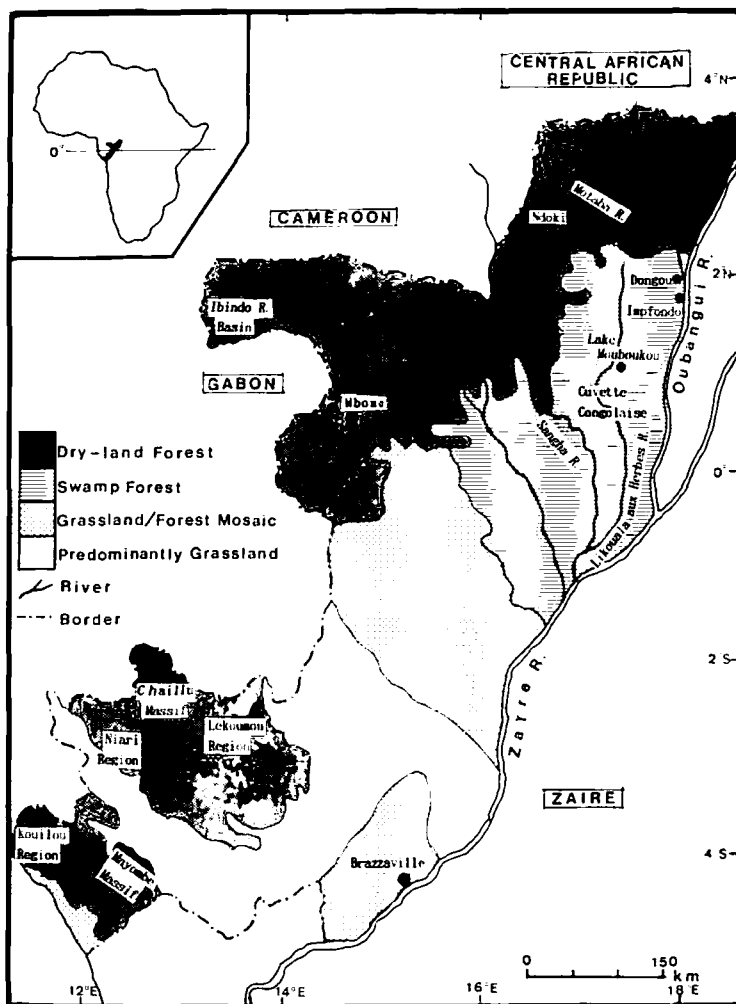 CENTRAL AFRICAN
REPUBLIC
4°N
0°
Motaba R.
Ndoki
CAMEROON
2°N
Dongou
Impfondo
Oubangui R.
Ibindo R.
Basin
Lake
Mouboukou
GABON
Mboma
Cuvette
Congolaise
Dry-land Forest
Sangha R.
Likouala aux Herbes R.
0°
Swamp Forest
Grassland/Forest Mosaic
Predominantly Grassland
River
Border
2 S
Zaire R.
Chaillu
Massif
Lekoumou
Region
Niari
Region
ZAIRE
Kouilou
Region
Mayombe
Massif
Brazzaville
4 S
0
150
km
12°E
14°E
16°E
18°E